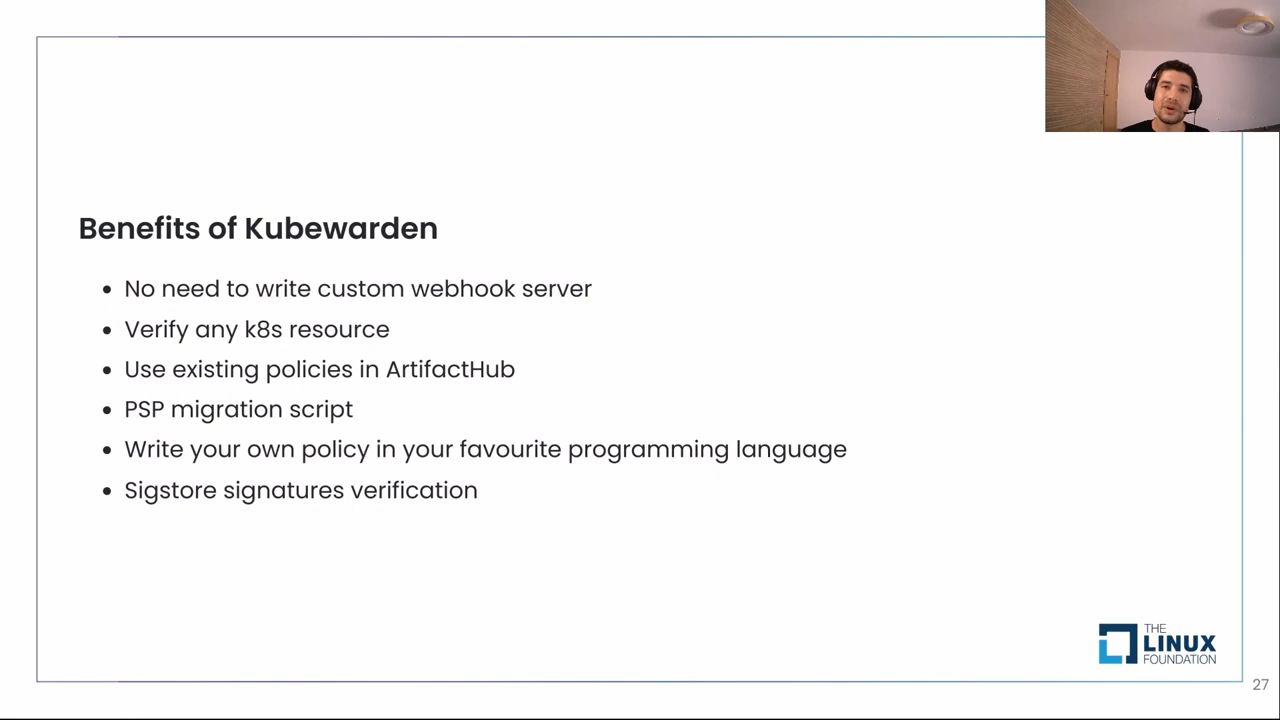 Benefits of Kubewarden
• No need to write custom webhook server
• Verify any k8s resource
• Use existing policies in ArtifactHub
• PSP migration script
• Write your own policy in your favourite programming language
• Sigstore signatures verification
THE
LINUX
FOUNDATION
27